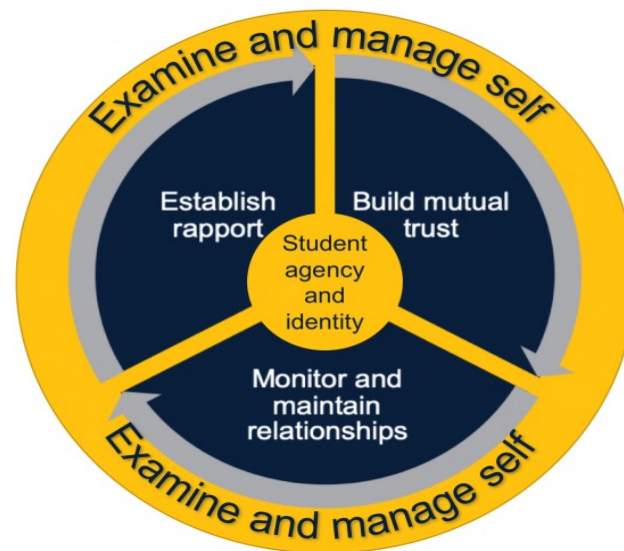 Examine and manage self
Establish
rapport
Build mutual
trust
Student
agency
and
identity
Monitor and
maintain
relationships
Examine and manage self